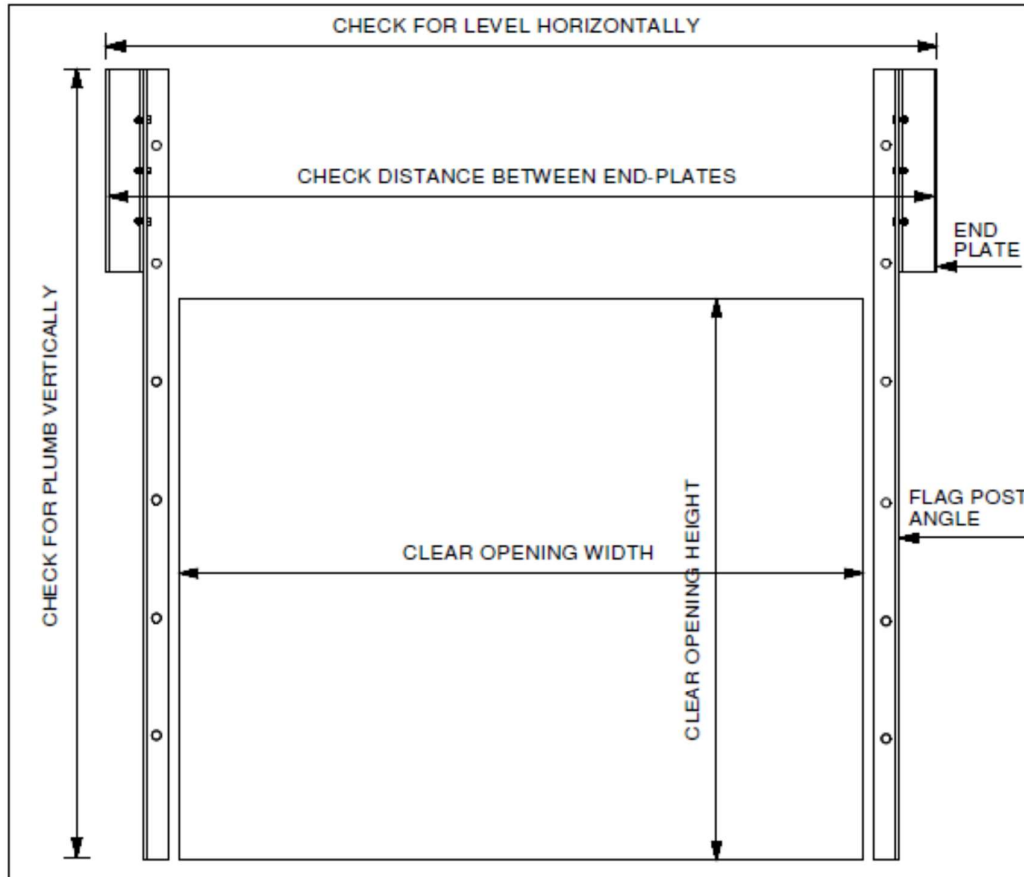 CHECK FOR LEVEL HORIZONTALLY
CHECK DISTANCE BETWEEN END-PLATES
END
PLATE
CHECK FOR PLUMB VERTICALLY
FLAG POST
ANGLE
CLEAR OPENING WIDTH
CLEAR OPENING HEIGHT